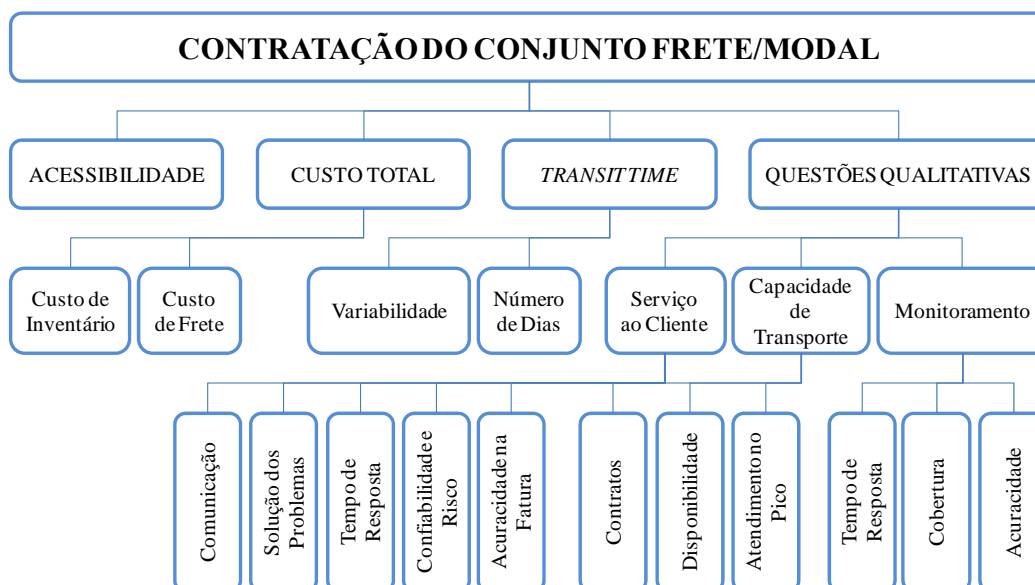 CONTRATAÇÃO DO CONJUNTO FRETE/MODAL
ACESSIBILIDADE
CUSTO TOTAL
TRANSIT TIME
QUESTÕES QUALITATIVAS
Custo de
Inventário
Custo
de Frete
Variabilidade
Número
de Dias
Serviço
ao Cliente
Capacidade
de
Transporte
Monitoramento
Comunicação
Solução dos
Problemas
Tempo de
Resposta
Confiabilidade e
Risco
Acuracidade na
Fatura
Contratos
Disponibilidade
Atendimento no
Pico
Tempo de
Resposta
Cobertura
Acuracidade